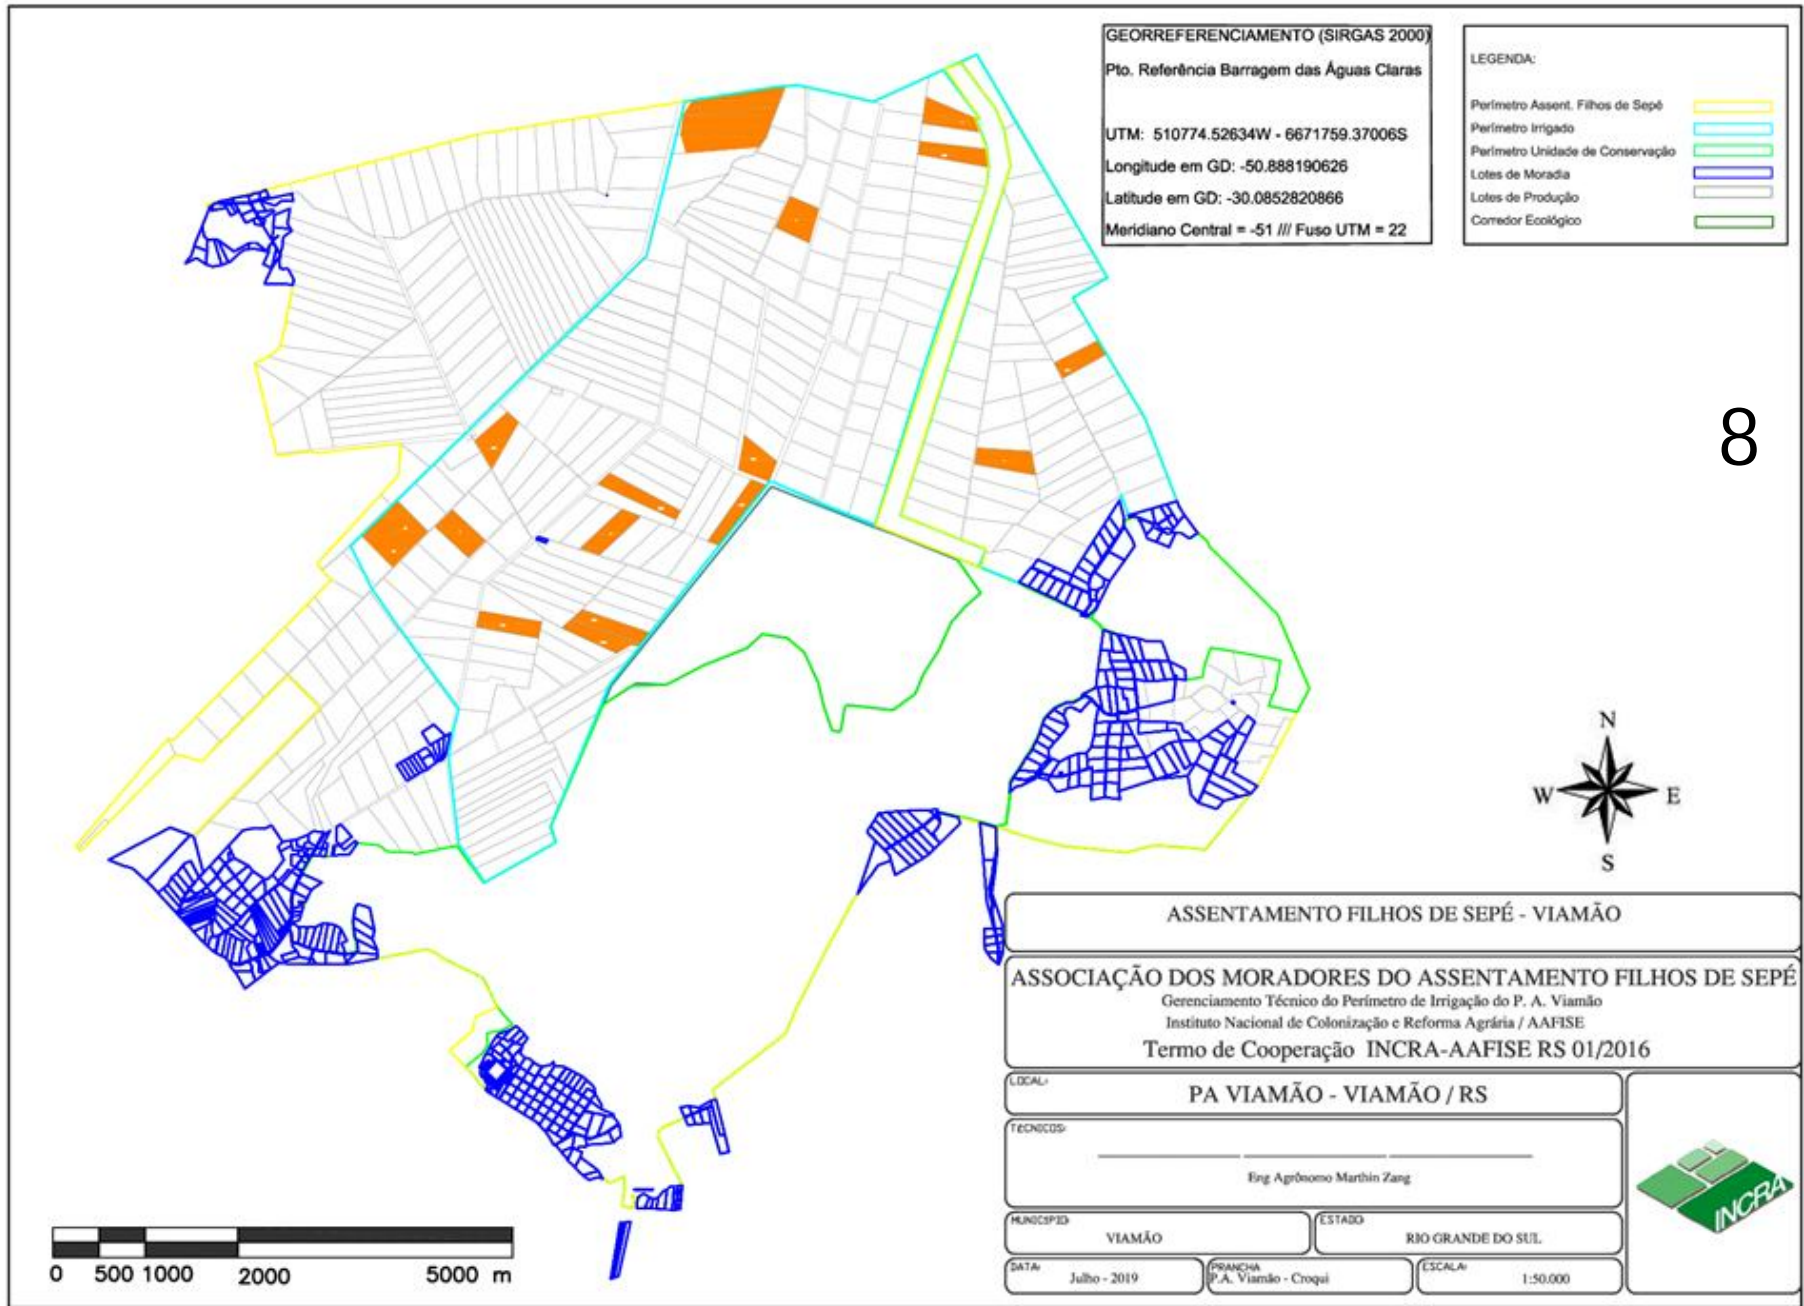 GEORREFERENCIAMENTO (SIRGAS 2000)
Pto. Referência Barragem das Águas Claras
UTM: 510774.52634W - 6671759.37006S
Longitude em GD: -50.888190626
Latitude em GD: -30.0852820866
Meridiano Central = -51 /// Fuso UTM = 22
LEGENDA:
Perímetro Assent. Filhos de Sepé
Perímetro Irrigado
Perímetro Unidade de Conservação
Lotes de Moradia
Lotes de Produção
Corredor Ecológico
8
N
W E
S
ASSENTAMENTO FILHOS DE SEPÉ - VIAMÃO
ASSOCIAÇÃO DOS MORADORES DO ASSENTAMENTO FILHOS DE SEPÉ
Gerenciamento Técnico do Perímetro de Irrigação do P. A. Viamão
Instituto Nacional de Colonização e Reforma Agrária / AAFISE
Termo de Cooperação INCRA-AAFISE RS 01/2016
LOCAL:
PA VIAMÃO - VIAMÃO / RS
TÉCNICOS:
Eng Agrônomo Marthin Zang
MUNICÍPIO:
VIAMÃO
ESTADO:
RIO GRANDE DO SUL
DATA:
Julho - 2019
PRANCHA
P.A. Viamão - Croqui
ESCALA:
1:50.000
INCRA
0 500 1000 2000 5000 m